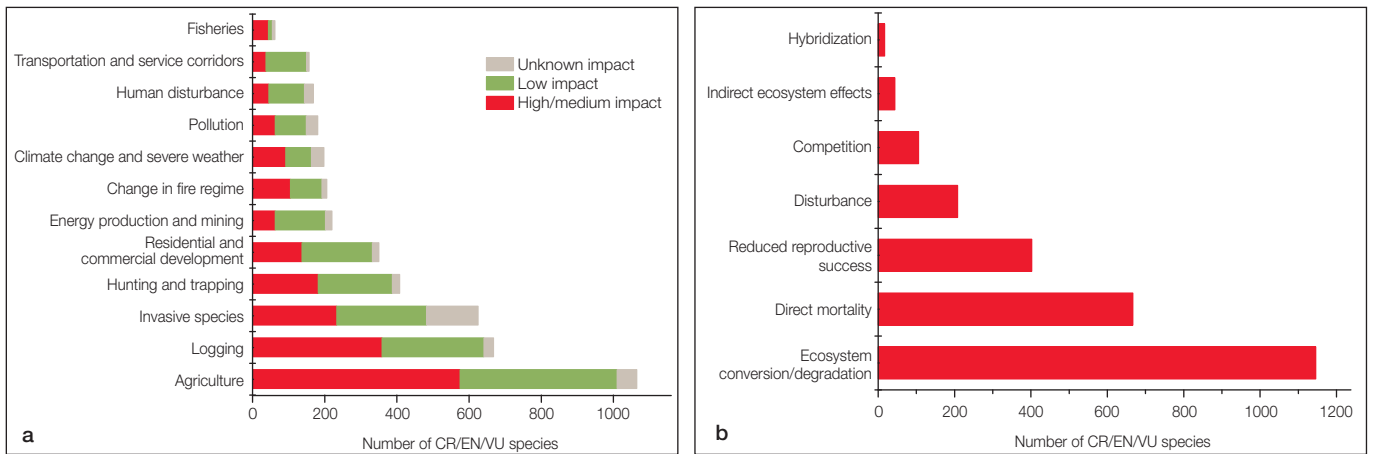 Fisheries
Transportation and service corridors
Human disturbance
Pollution
Climate change and severe weather
Change in fire regime
Energy production and mining
Residential and
commercial development
Hunting and trapping
Invasive species
Logging
Agriculture
Unknown impact
Low impact
High/medium impact
0 200 400 600 800 1000
Number of CR/EN/VU species
a
Hybridization
Indirect ecosystem effects
Competition
Disturbance
Reduced reproductive
success
Direct mortality
Ecosystem
conversion/degradation
0 200 400 600 800 1000 1200
Number of CR/EN/VU species
b